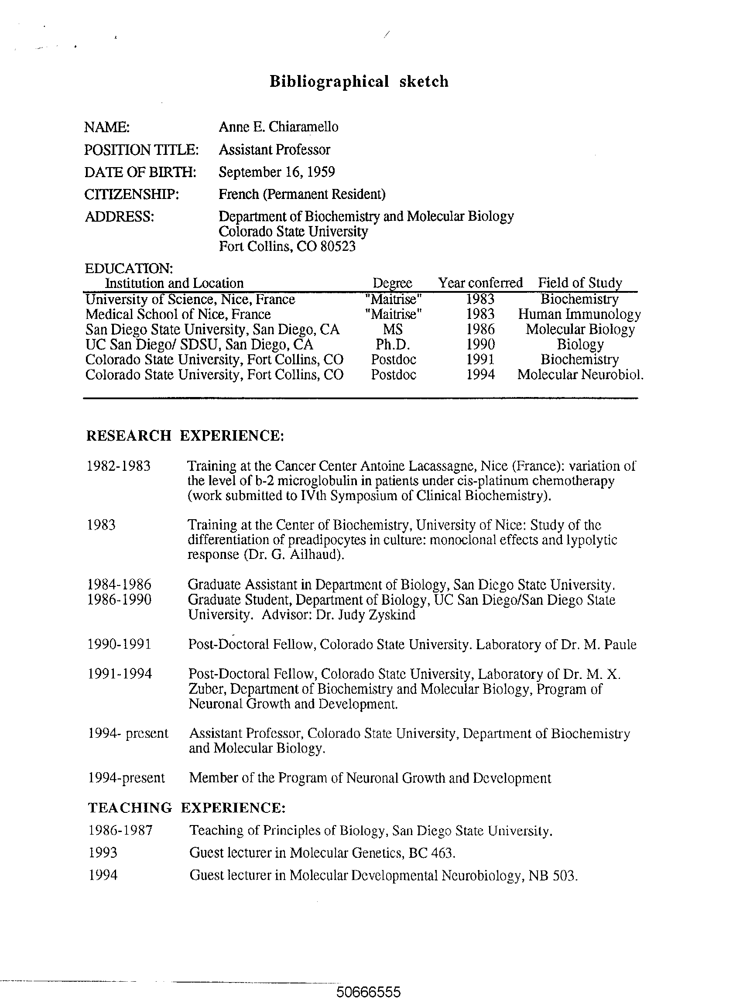 Bibliographical sketch
NAME: Anne E. Chiaramello
POSITION TITLE: Assistant Professor
DATE OF BIRTH: September 16, 1959
CITIZENSHIP: French (Permanent Resident)
ADDRESS: Department of Biochemistry and Molecular Biology
Colorado State University
Fort Collins, CO 80523
EDUCATION:
Institution and Location Degree Year conferred Field of Study
University of Science, Nice, France "Maitrise" 1983 Biochemistry
Medical School of Nice, France "Maitrise" 1983 Human Immunology
San Diego State University, San Diego, CA MS 1986 Molecular Biology
UC San Diego/ SDSU, San Diego, CA Ph.D. 1990 Biology
Colorado State University, Fort Collins, CO Postdoc 1991 Biochemistry
Colorado State University, Fort Collins, CO Postdoc 1994 Molecular Neurobiol.
RESEARCH EXPERIENCE:
1982-1983 Training at the Cancer Center Antoine Lacassagne, Nice (France): variation of
the level of b-2 microglobulin in patients under cis-platinum chemotherapy
(work submitted to IVth Symposium of Clinical Biochemistry).
1983 Training at the Center of Biochemistry, University of Nice: Study of the
differentiation of preadipocytes in culture: monoclonal effects and lypolytic
response (Dr. G. Ailhaud).
1984-1986 Graduate Assistant in Department of Biology, San Diego State University.
1986-1990 Graduate Student, Department of Biology, UC San Diego/San Diego State
University. Advisor: Dr. Judy Zyskind
1990-1991 Post-Doctoral Fellow, Colorado State University. Laboratory of Dr. M. Paule
1991-1994 Post-Doctoral Fellow, Colorado State University, Laboratory of Dr. M. X.
Zuber, Department of Biochemistry and Molecular Biology, Program of
Neuronal Growth and Development.
1994- present Assistant Professor, Colorado State University, Department of Biochemistry
and Molecular Biology.
1994-present Member of the Program of Neuronal Growth and Development
TEACHING EXPERIENCE:
1986-1987 Teaching of Principles of Biology, San Diego State University.
1993 Guest lecturer in Molecular Genetics, BC 463.
1994 Guest lecturer in Molecular Developmental Neurobiology, NB 503.
50666555